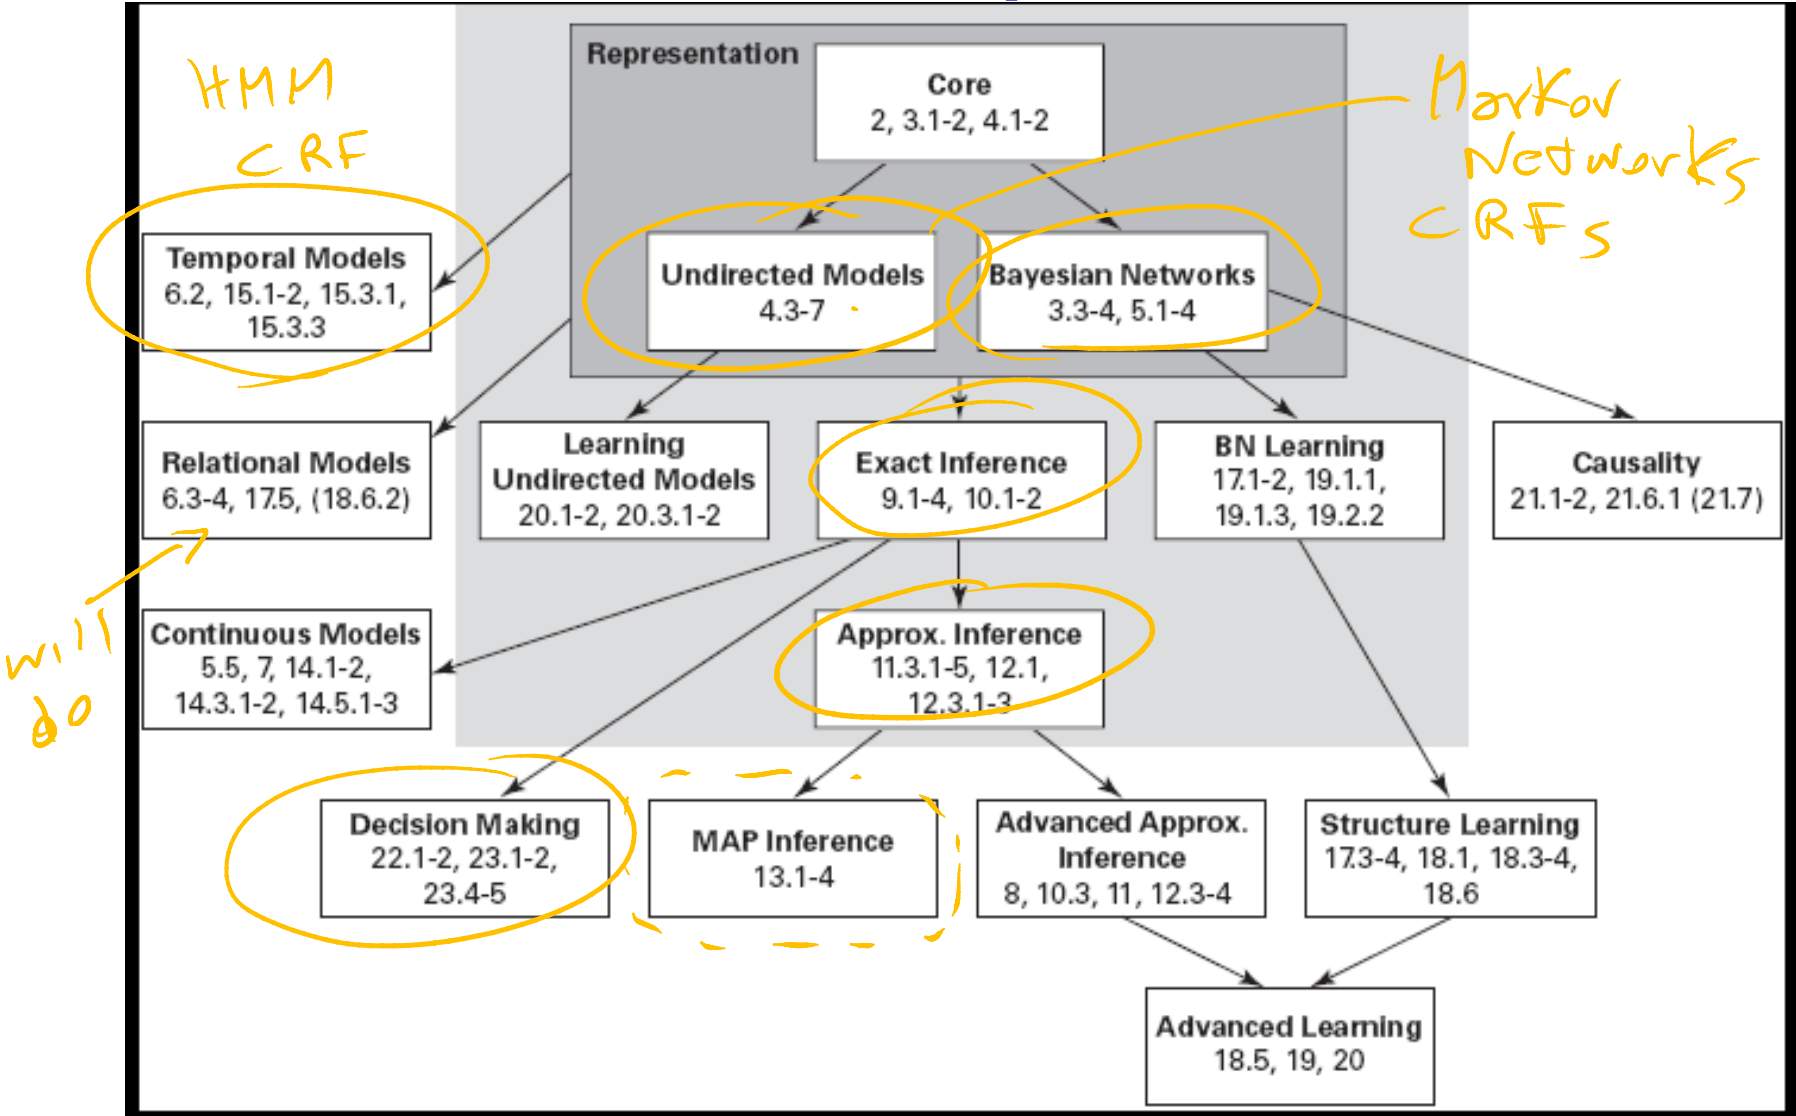 Representation
Core
2, 3.1-2, 4.1-2
HMM
CRF
Markov
Networks
CRFs
Temporal Models
6.2, 15.1-2, 15.3.1,
15.3.3
Undirected Models
4.3-7
Bayesian Networks
3.3-4, 5.1-4
Relational Models
6.3-4, 17.5, (18.6.2)
Learning
Undirected Models
20.1-2, 20.3.1-2
Exact Inference
9.1-4, 10.1-2
BN Learning
17.1-2, 19.1.1,
19.1.3, 19.2.2
Causality
21.1-2, 21.6.1 (21.7)
will
do
Continuous Models
5.5, 7, 14.1-2,
14.3.1-2, 14.5.1-3
Approx. Inference
11.3.1-5, 12.1,
12.3.1-3
Decision Making
22.1-2, 23.1-2,
23.4-5
MAP Inference
13.1-4
Advanced Approx.
Inference
8, 10.3, 11, 12.3-4
Structure Learning
17.3-4, 18.1, 18.3-4,
18.6
Advanced Learning
18.5, 19, 20